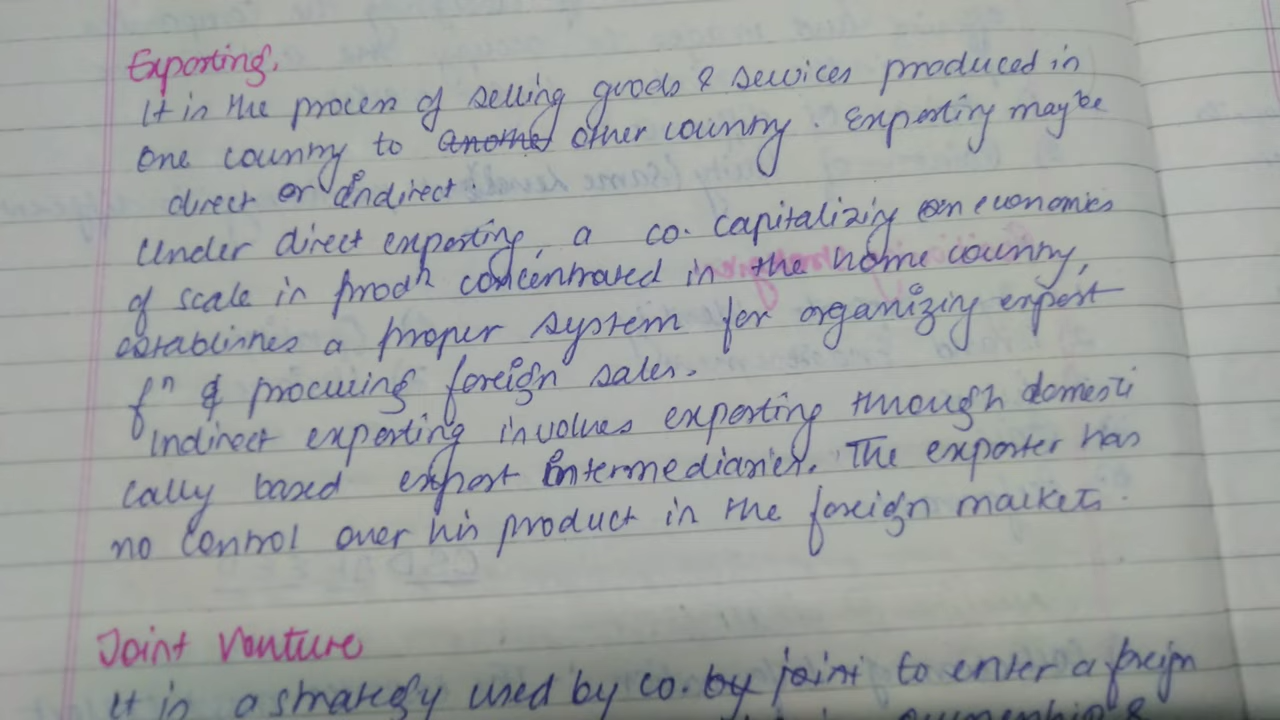 Exporting.
It is the process of selling goods & services produced in
one country to another other country. Exporting maybe
direct or indirect.
Under direct exporting, a co. capitalizing on economics
of scale in prodn concentrated in the home country,
establishes a proper system for organizing export
fn & procuring foreign sales.
Indirect exporting involves exporting through domesti
cally based export intermediaries. The exporter has
no control over his product in the foreign market.
Joint Venture
It is a strategy used by co. by joint to enter a foreign